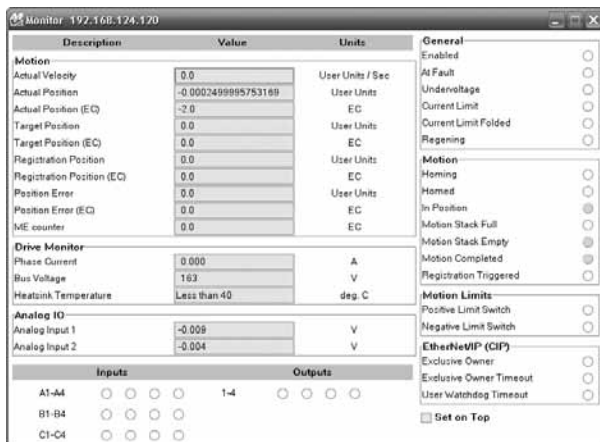 Monitor 192.168.124.120
Description Value Units
Motion
Actual Velocity 0.0 User Units / Sec
Actual Position -0.0002499995753169 User Units
Actual Position (EC) -2.0 EC
Target Position 0.0 User Units
Target Position (EC) 0.0 EC
Registration Position 0.0 User Units
Registration Position (EC) 0.0 EC
Position Error 0.0 User Units
Position Error (EC) 0.0 EC
ME counter 0.0 EC
Drive Monitor
Phase Current 0.000 A
Bus Voltage 163 V
Heatsink Temperature Less than 40 deg. C
Analog IO
Analog Input 1 -0.009 V
Analog Input 2 -0.004 V
Inputs Outputs
A1-A4 1-4
B1-B4
C1-C4
General
Enabled
At Fault
Undervoltage
Current Limit
Current Limit Folded
Regening
Motion
Homing
Homed
In Position
Motion Stack Full
Motion Stack Empty
Motion Completed
Registration Triggered
Motion Limits
Positive Limit Switch
Negative Limit Switch
EtherNet/IP (CIP)
Exclusive Owner
Exclusive Owner Timeout
User Watchdog Timeout
Set on Top